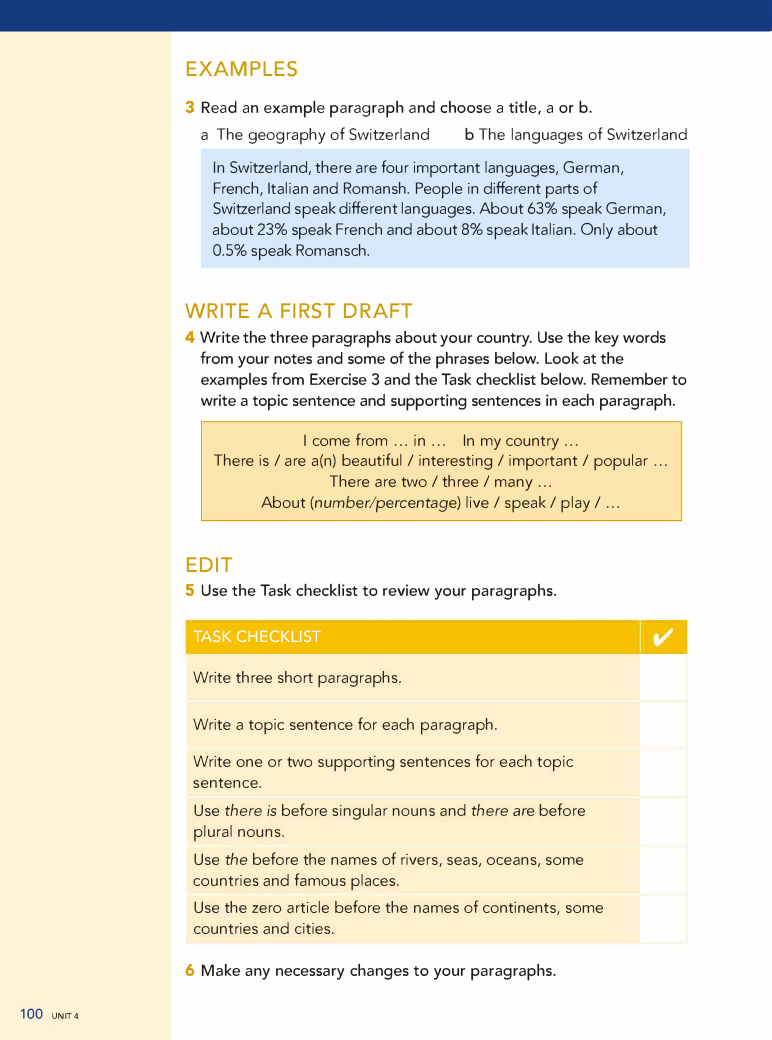 EXAMPLES
3 Read an example paragraph and choose a title, a or b.
a The geography of Switzerland b The languages of Switzerland
In Switzerland, there are four important languages, German,
French, Italian and Romansh. People in different parts of
Switzerland speak different languages. About 63% speak German,
about 23% speak French and about 8% speak Italian. Only about
0.5% speak Romansch.
WRITE A FIRST DRAFT
4 Write the three paragraphs about your country. Use the key words
from your notes and some of the phrases below. Look at the
examples from Exercise 3 and the Task checklist below. Remember to
write a topic sentence and supporting sentences in each paragraph.
I come from … in … In my country …
There is / are a(n) beautiful / interesting / important / popular …
There are two / three / many …
About (number/percentage) live / speak / play / …
EDIT
5 Use the Task checklist to review your paragraphs.
TASK CHECKLIST ✔
Write three short paragraphs.
Write a topic sentence for each paragraph.
Write one or two supporting sentences for each topic
sentence.
Use there is before singular nouns and there are before
plural nouns.
Use the before the names of rivers, seas, oceans, some
countries and famous places.
Use the zero article before the names of continents, some
countries and cities.
6 Make any necessary changes to your paragraphs.
100 UNIT 4